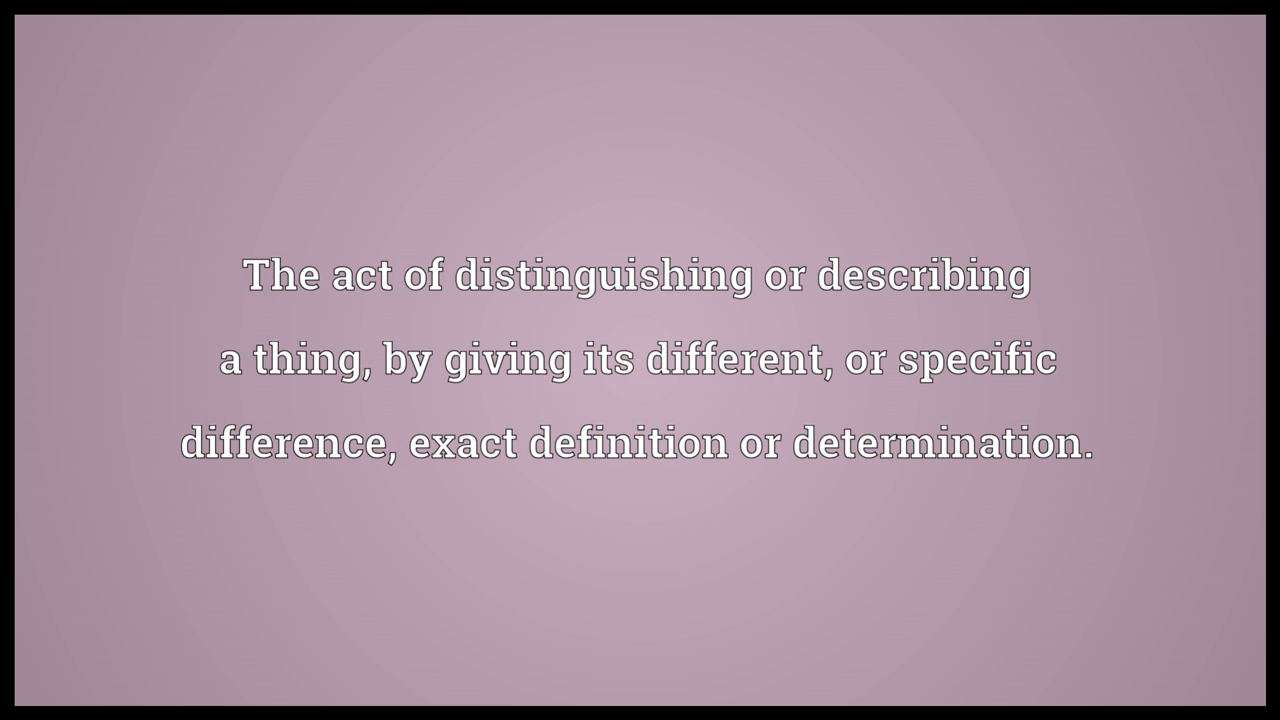 The act of distinguishing or describing
a thing, by giving its different, or specific
difference, exact definition or determination.